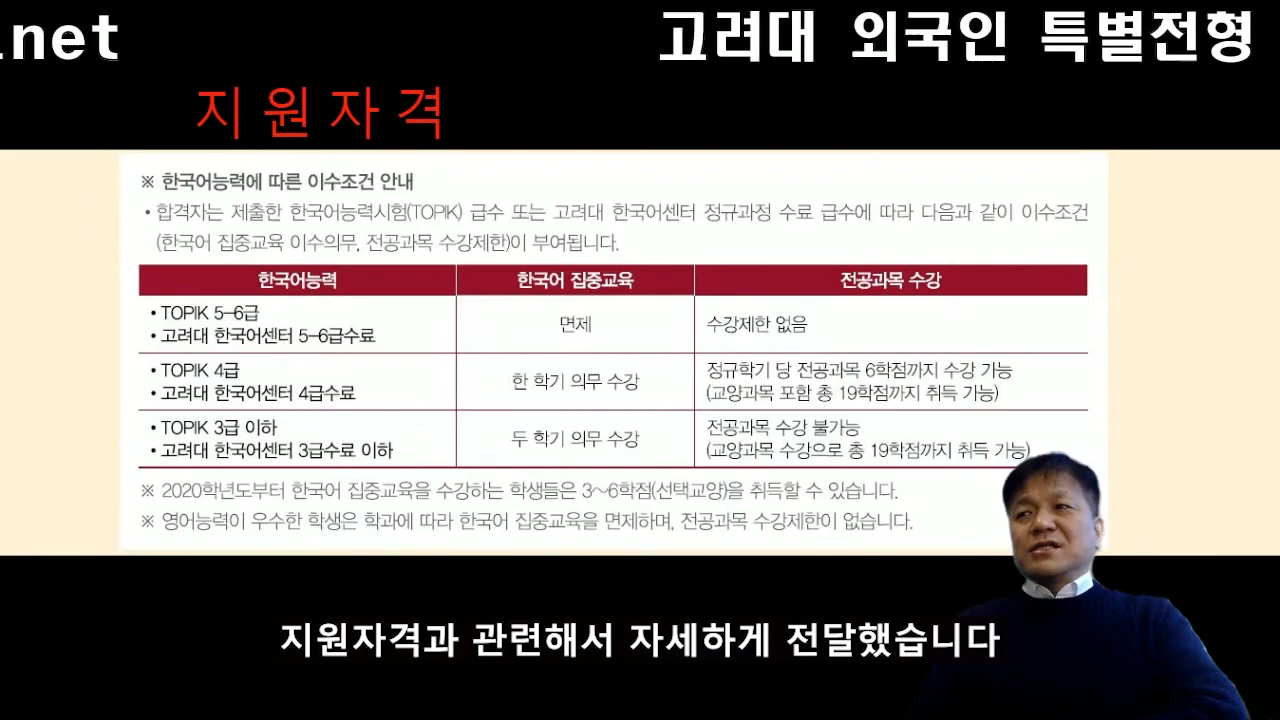 .net 고려대 외국인 특별전형
지원자격
※ 한국어능력에 따른 이수조건 안내
• 합격자는 제출한 한국어능력시험(TOPIK) 급수 또는 고려대 한국어센터 정규과정 수료 급수에 따라 다음과 같이 이수조건
(한국어 집중교육 이수의무, 전공과목 수강제한)이 부여됩니다.
한국어능력 한국어 집중교육 전공과목 수강
• TOPIK 5–6급
• 고려대 한국어센터 5–6급수료
면제
수강제한 없음
• TOPIK 4급
• 고려대 한국어센터 4급수료
한 학기 의무 수강
정규학기 당 전공과목 6학점까지 수강 가능
(교양과목 포함 총 19학점까지 취득 가능)
• TOPIK 3급 이하
• 고려대 한국어센터 3급수료 이하
두 학기 의무 수강
전공과목 수강 불가능
(교양과목 수강으로 총 19학점까지 취득 가능)
※ 2020학년도부터 한국어 집중교육을 수강하는 학생들은 3~6학점(선택교양)을 취득할 수 있습니다.
※ 영어능력이 우수한 학생은 학과에 따라 한국어 집중교육을 면제하며, 전공과목 수강제한이 없습니다.
지원자격과 관련해서 자세하게 전달했습니다